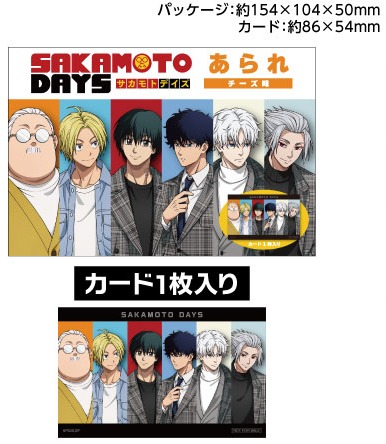 パッケージ:約154×104×50mm
カード:約86×54mm
SAKAMOTO
DAYS
サカモトデイズ
あられ
チーズ味
SAKAMOTO DAYS
カード1枚入り
カード1枚入り
SAKAMOTO DAYS